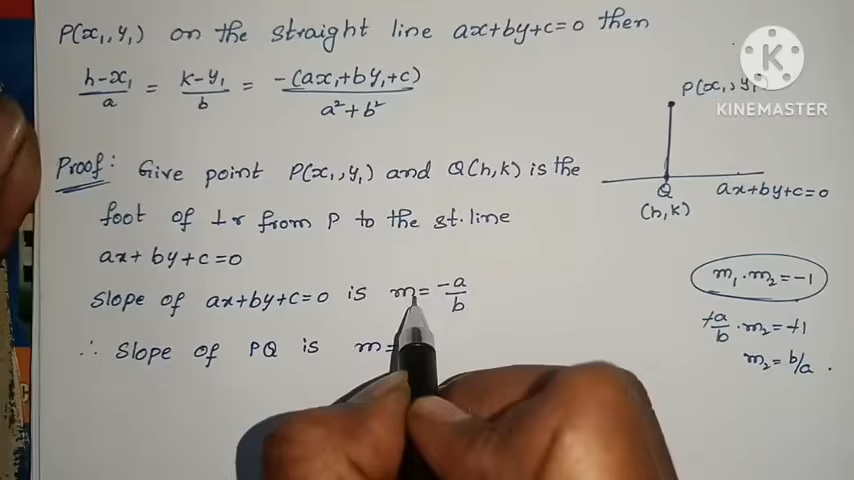 P(x₁,y₁) on the straight line ax+by+c=0 then
h-x₁/a = k-y₁/b = -(ax₁+by₁+c)/a²+b²
Proof: Give point P(x₁,y₁) and Q(h,k) is the
foot of ⊥r from P to the st.line
ax+by+c=0
slope of ax+by+c=0 is m=-a/b
∴ slope of PQ is m=
P(x₁,y₁)
Q
(h,k)
ax+by+c=0
m₁·m₂=-1
+a/b·m₂=+1
m₂=b/a.
K
KINEMASTER